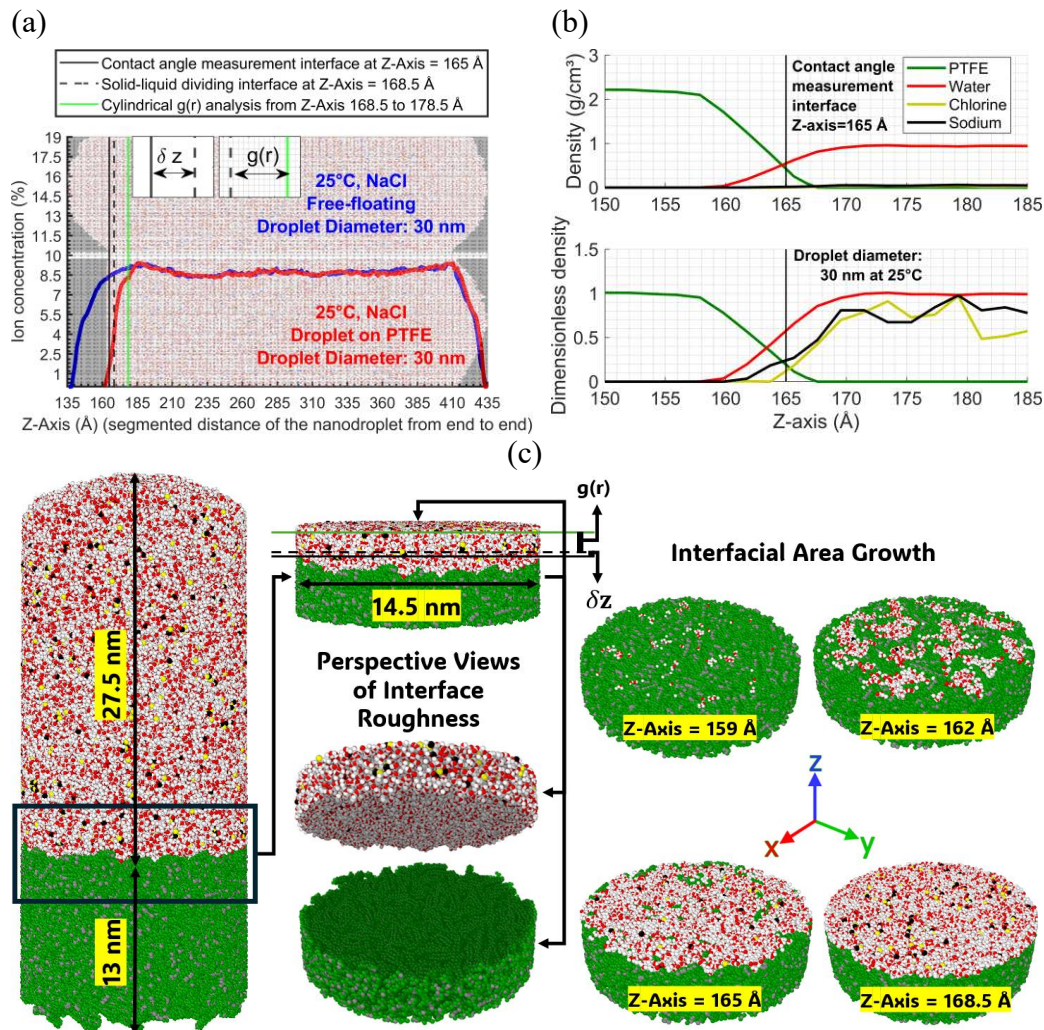 (a)
Contact angle measurement interface at Z-Axis = 165 Å
Solid-liquid dividing interface at Z-Axis = 168.5 Å
Cylindrical g(r) analysis from Z-Axis 168.5 to 178.5 Å
Ion concentration (%)
19
17.5
16
14.5
13
11.5
10
8.5
7
5.5
4
2.5
1
δ z
g(r)
25°C, NaCl
Free-floating
Droplet Diameter: 30 nm
25°C, NaCl
Droplet on PTFE
Droplet Diameter: 30 nm
135 160 185 210 235 260 285 310 335 360 385 410 435
Z-Axis (Å) (segmented distance of the nanodroplet from end to end)
(b)
Density (g/cm³)
3
2
1
0
Contact angle
measurement
interface
Z-axis=165 Å
PTFE
Water
Chlorine
Sodium
150 155 160 165 170 175 180 185
Dimensionless density
1.5
1
0.5
0
Droplet diameter:
30 nm at 25°C
150 155 160 165 170 175 180 185
Z-axis (Å)
(c)
27.5 nm
13 nm
g(r)
14.5 nm
δz
Perspective Views
of Interface
Roughness
Interfacial Area Growth
Z-Axis = 159 Å
Z-Axis = 162 Å
z
x
y
Z-Axis = 165 Å
Z-Axis = 168.5 Å